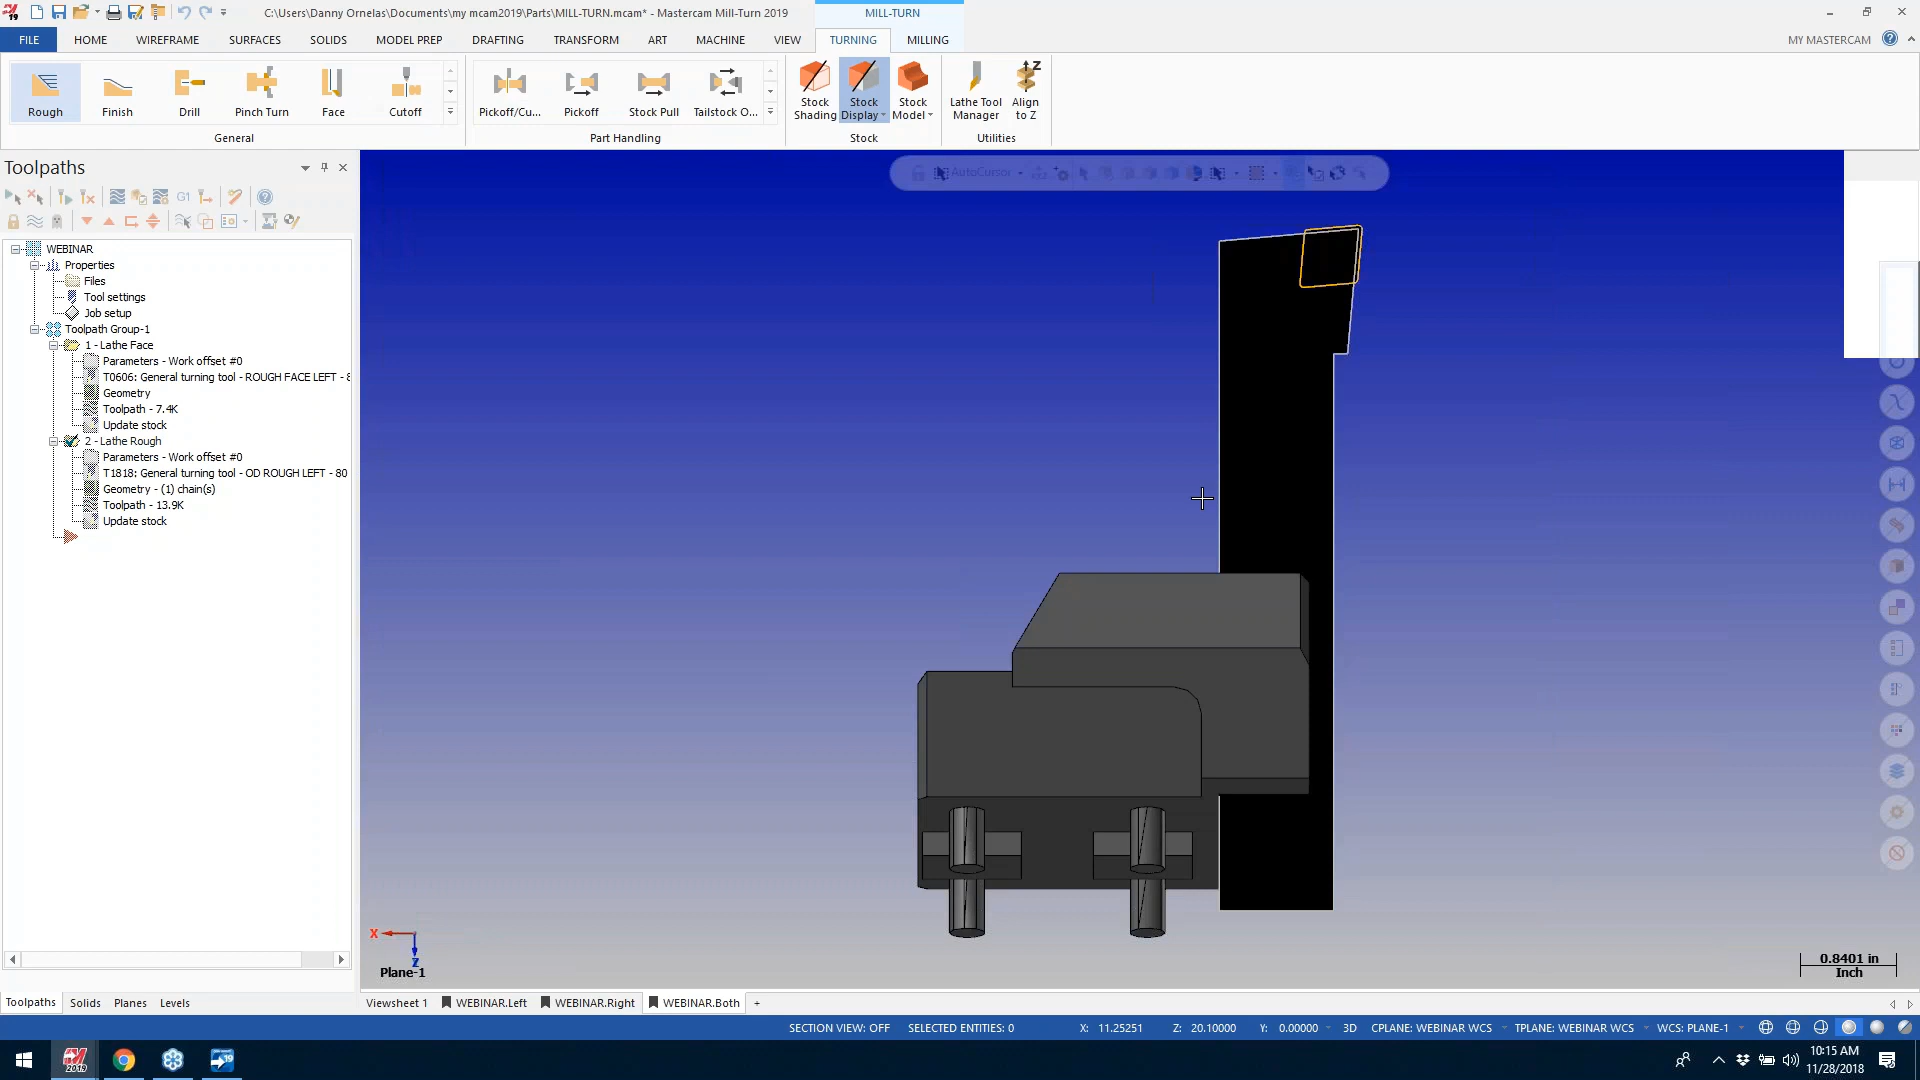 C:\Users\Danny Ornelas\Documents\my mcam2019\Parts\MILL-TURN.mcam* - Mastercam Mill-Turn 2019
MILL-TURN
FILE HOME WIREFRAME SURFACES SOLIDS MODEL PREP DRAFTING TRANSFORM ART MACHINE VIEW TURNING MILLING MY MASTERCAM
Rough Finish Drill Pinch Turn Face Cutoff Pickoff/Cu... Pickoff Stock Pull Tailstock O... Stock Shading Stock Display Stock Model Lathe Tool Manager Align to Z
General Part Handling Stock Utilities
Toolpaths
AutoCursor
G1
WEBINAR
Properties
Files
Tool settings
Job setup
Toolpath Group-1
1 - Lathe Face
Parameters - Work offset #0
T0606: General turning tool - ROUGH FACE LEFT - 8
Geometry
Toolpath - 7.4K
Update stock
2 - Lathe Rough
Parameters - Work offset #0
T1818: General turning tool - OD ROUGH LEFT - 80
Geometry - (1) chain(s)
Toolpath - 13.9K
Update stock
X
Z
Plane-1
0.8401 in
Inch
Toolpaths Solids Planes Levels Viewsheet 1 WEBINAR.Left WEBINAR.Right WEBINAR.Both +
SECTION VIEW: OFF SELECTED ENTITIES: 0 X: 11.25251 Z: 20.10000 Y: 0.00000 3D CPLANE: WEBINAR WCS TPLANE: WEBINAR WCS WCS: PLANE-1
2019
19
10:15 AM
11/28/2018